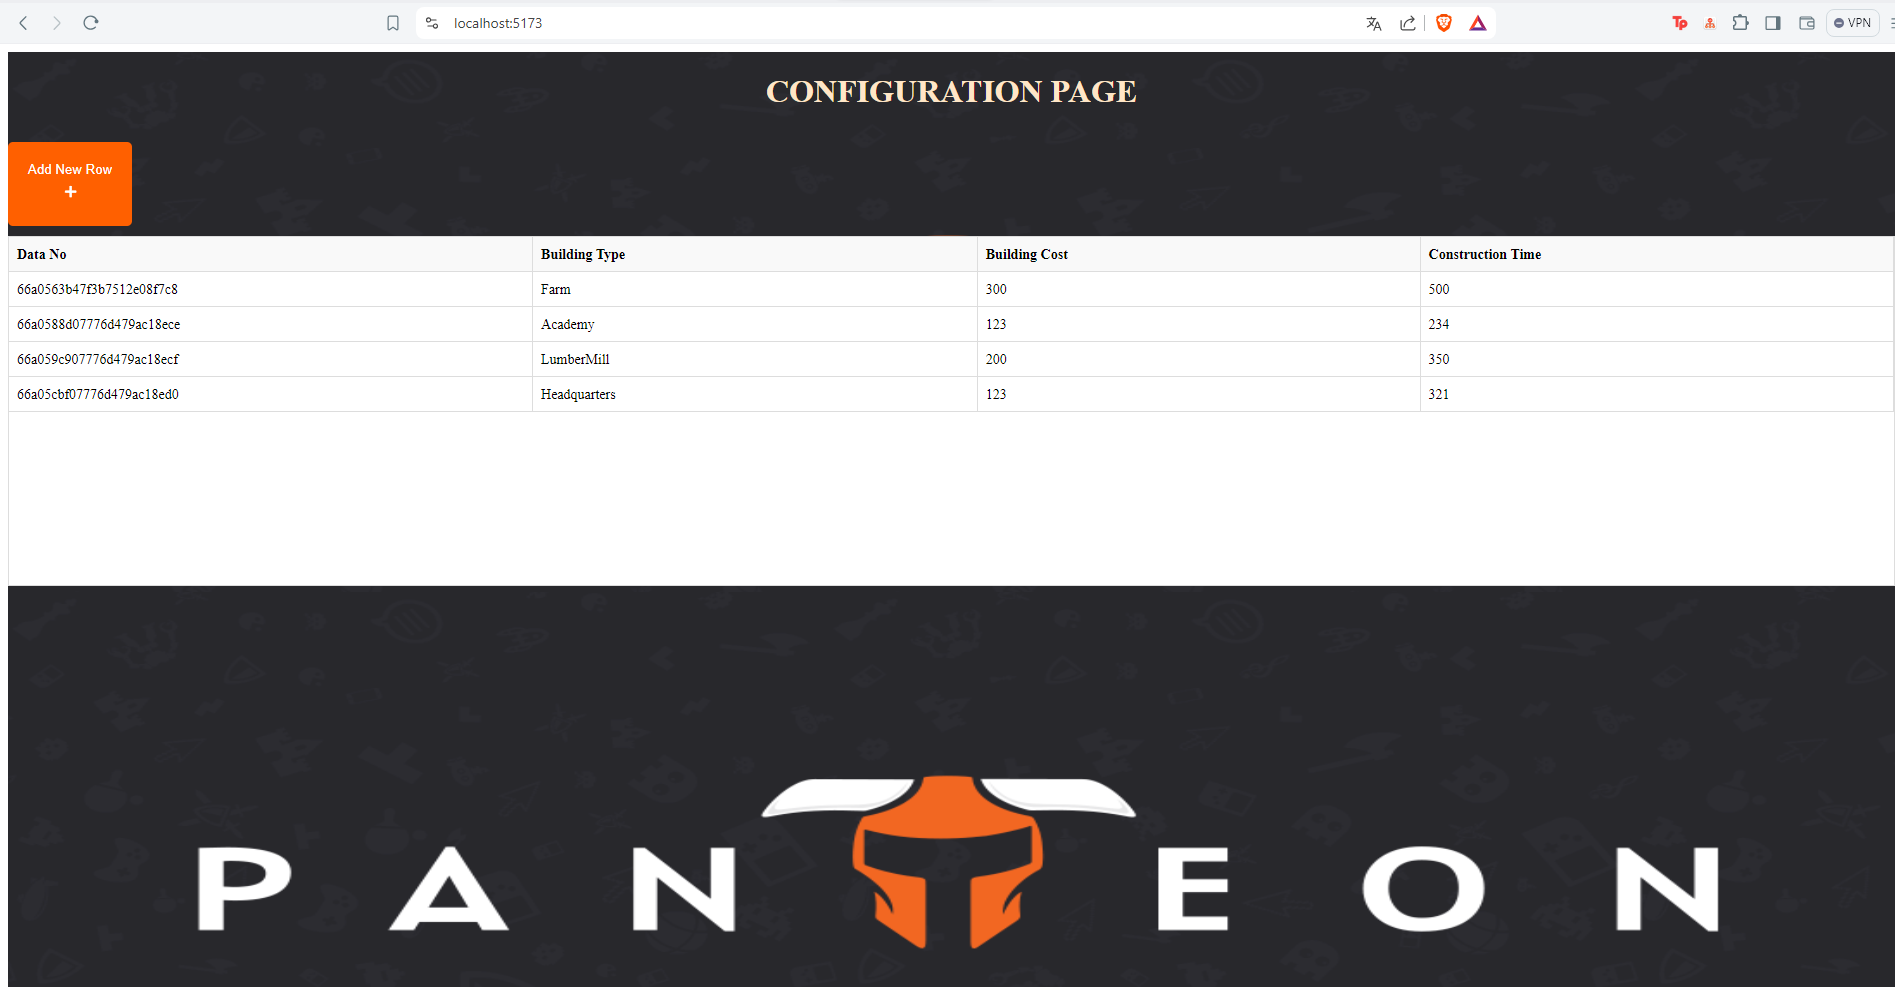 localhost:5173
VPN
CONFIGURATION PAGE
Add New Row
+
Data No Building Type Building Cost Construction Time
66a0563b47f3b7512e08f7c8 Farm 300 500
66a0588d07776d479ac18ece Academy 123 234
66a059c907776d479ac18ecf LumberMill 200 350
66a05cbf07776d479ac18ed0 Headquarters 123 321
PANTEON